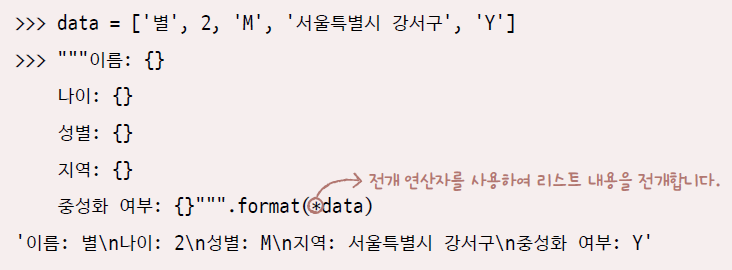 >>> data = ['별', 2, 'M', '서울특별시 강서구', 'Y']
>>> """이름: {}
나이: {}
성별: {}
지역: {}
전개 연산자를 사용하여 리스트 내용을 전개합니다.
중성화 여부: {}""".format(*data)
'이름: 별\n나이: 2\n성별: M\n지역: 서울특별시 강서구\n중성화 여부: Y'